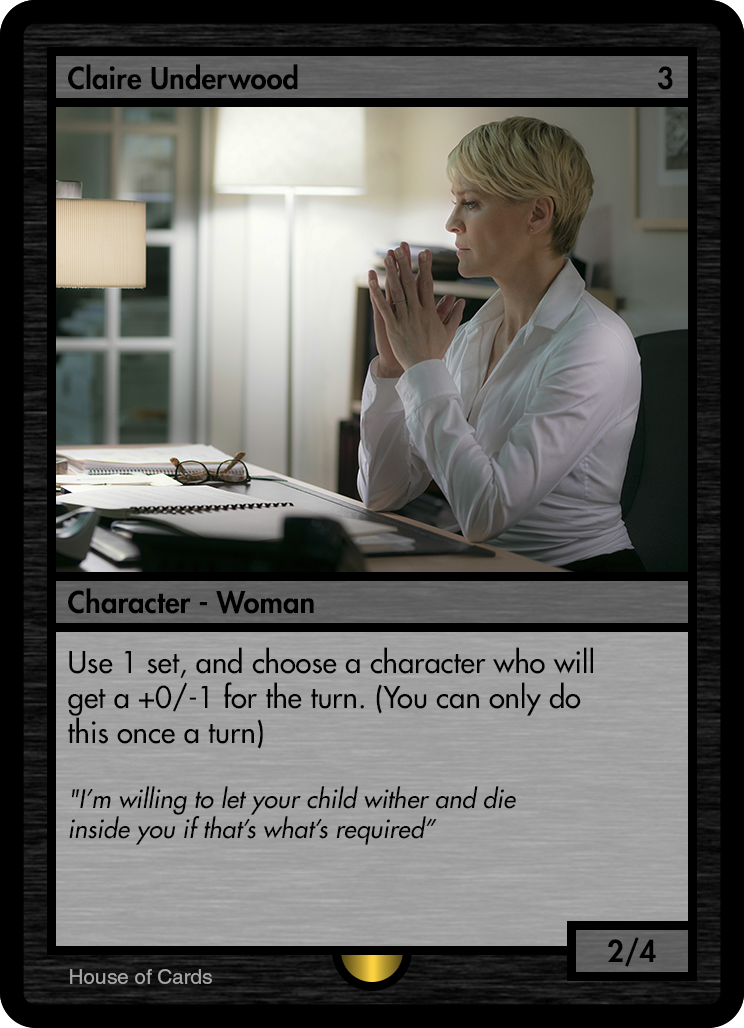 Claire Underwood 3
Character - Woman
Use 1 set, and choose a character who will
get a +0/-1 for the turn. (You can only do
this once a turn)
"I’m willing to let your child wither and die
inside you if that’s what’s required”
2/4
House of Cards